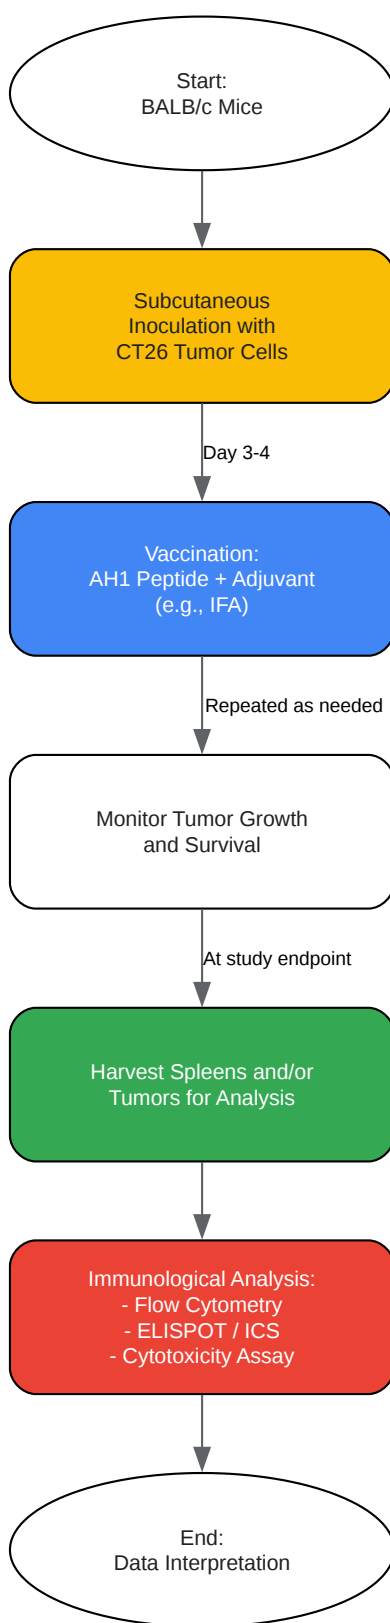 Start:
BALB/c Mice
Subcutaneous
Inoculation with
CT26 Tumor Cells
Day 3-4
Vaccination:
AH1 Peptide + Adjuvant
(e.g., IFA)
Repeated as needed
Monitor Tumor Growth
and Survival
At study endpoint
Harvest Spleens and/or
Tumors for Analysis
Immunological Analysis:
- Flow Cytometry
- ELISPOT / ICS
- Cytotoxicity Assay
End:
Data Interpretation